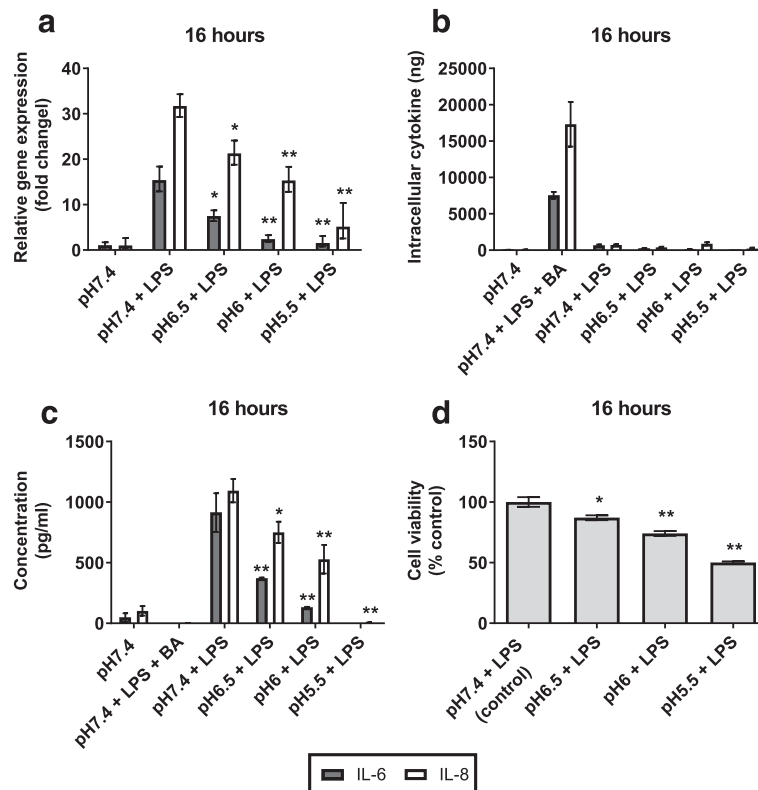 a
16 hours
Relative gene expression
(fold changel)
40
30
20
10
0
*
*
**
**
**
**
pH7.4
pH7.4 + LPS
pH6.5 + LPS
pH6 + LPS
pH5.5 + LPS
b
16 hours
Intracellular cytokine (ng)
25000
20000
15000
10000
5000
0
pH7.4
pH7.4 + LPS + BA
pH7.4 + LPS
pH6.5 + LPS
pH6 + LPS
pH5.5 + LPS
c
16 hours
Concentration
(pg/ml)
1500
1000
500
0
**
*
**
**
**
pH7.4
pH7.4 + LPS + BA
pH7.4 + LPS
pH6.5 + LPS
pH6 + LPS
pH5.5 + LPS
d
16 hours
Cell viability
(% control)
150
100
50
0
*
**
**
pH7.4 + LPS
(control)
pH6.5 + LPS
pH6 + LPS
pH5.5 + LPS
IL-6 IL-8